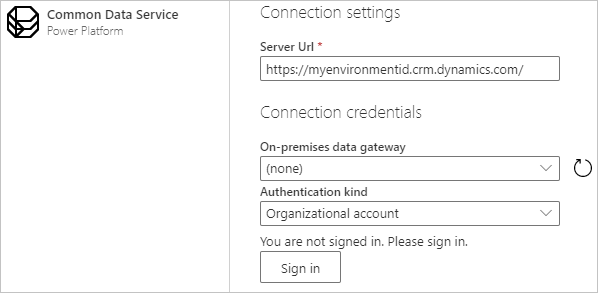 Common Data Service
Power Platform
Connection settings
Server Url *
https://myenvironmentid.crm.dynamics.com/
Connection credentials
On-premises data gateway
(none)
Authentication kind
Organizational account
You are not signed in. Please sign in.
Sign in